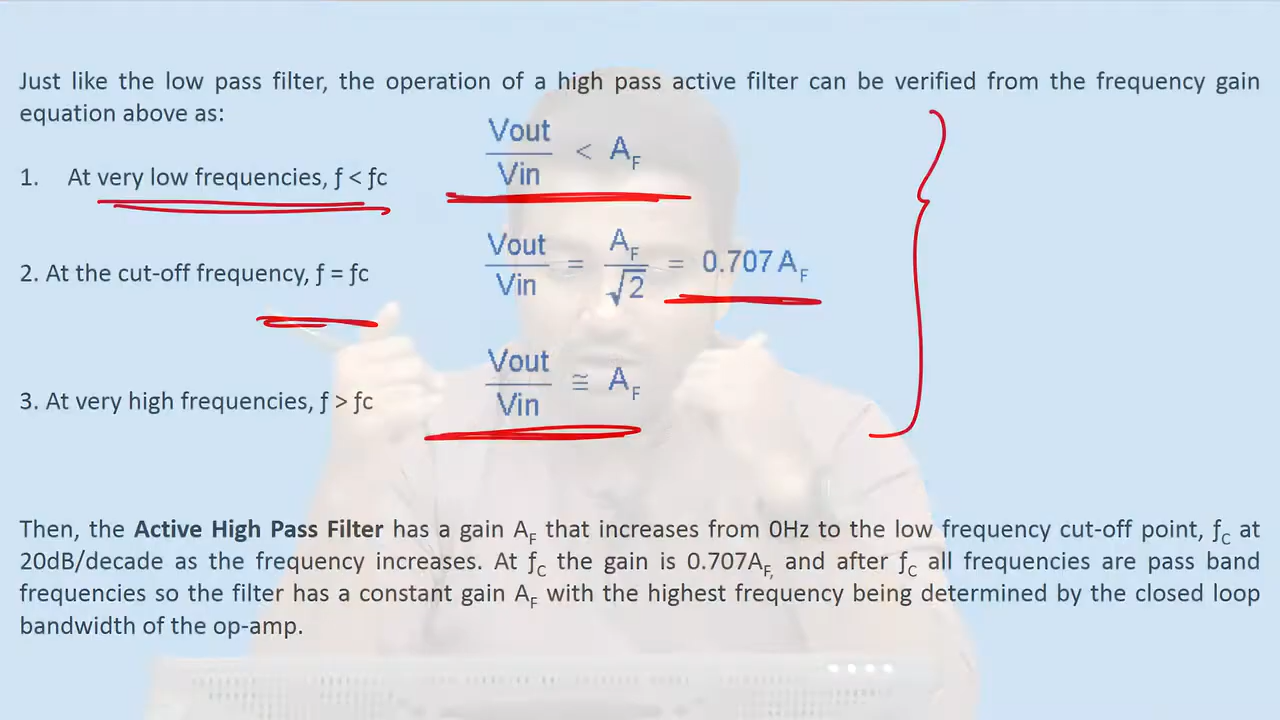 Just like the low pass filter, the operation of a high pass active filter can be verified from the frequency gain
equation above as:
1. At very low frequencies, ƒ < ƒc
Vout/Vin < A_F
2. At the cut-off frequency, ƒ = ƒc
Vout/Vin = A_F/√2 = 0.707A_F
3. At very high frequencies, ƒ > ƒc
Vout/Vin ≅ A_F
Then, the Active High Pass Filter has a gain A_F that increases from 0Hz to the low frequency cut-off point, ƒ_C at
20dB/decade as the frequency increases. At ƒ_C the gain is 0.707A_F, and after ƒ_C all frequencies are pass band
frequencies so the filter has a constant gain A_F with the highest frequency being determined by the closed loop
bandwidth of the op-amp.